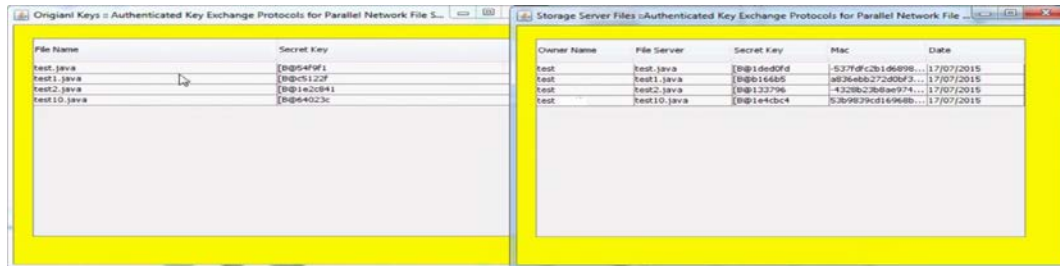 Origianl Keys :: Authenticated Key Exchange Protocols for Parallel Network File S...
File Name Secret Key
test.java [B@54f9f1
test1.java [B@c5122f
test2.java [B@1e2c841
test10.java [B@64023c
Storage Server Files ::Authenticated Key Exchange Protocols for Parallel Network File ...
Owner Name File Server Secret Key Mac Date
test test.java [B@1ded0fd -537fdfc2b1d6898... 17/07/2015
test test1.java [B@b166b5 a836ebb272d0bf3... 17/07/2015
test test2.java [B@133796 -4328b23b8ae974... 17/07/2015
test test10.java [B@1e4cbc4 53b9839cd16968b... 17/07/2015